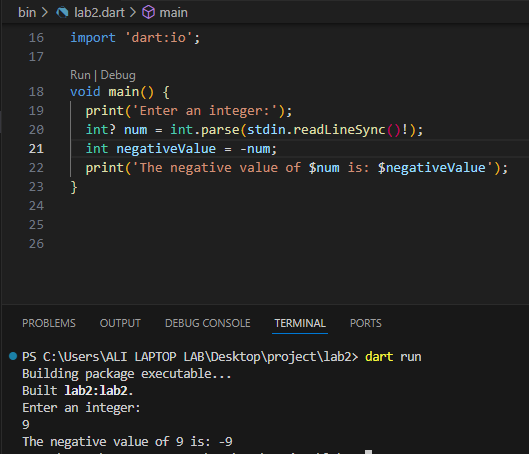 bin > lab2.dart > main
16 import 'dart:io';
17
Run | Debug
18 void main() {
19 print('Enter an integer:');
20 int? num = int.parse(stdin.readLineSync()!);
21 int negativeValue = -num;
22 print('The negative value of $num is: $negativeValue');
23 }
24
25
26
PROBLEMS OUTPUT DEBUG CONSOLE TERMINAL PORTS
PS C:\Users\ALI LAPTOP LAB\Desktop\project\lab2> dart run
Building package executable...
Built lab2:lab2.
Enter an integer:
9
The negative value of 9 is: -9